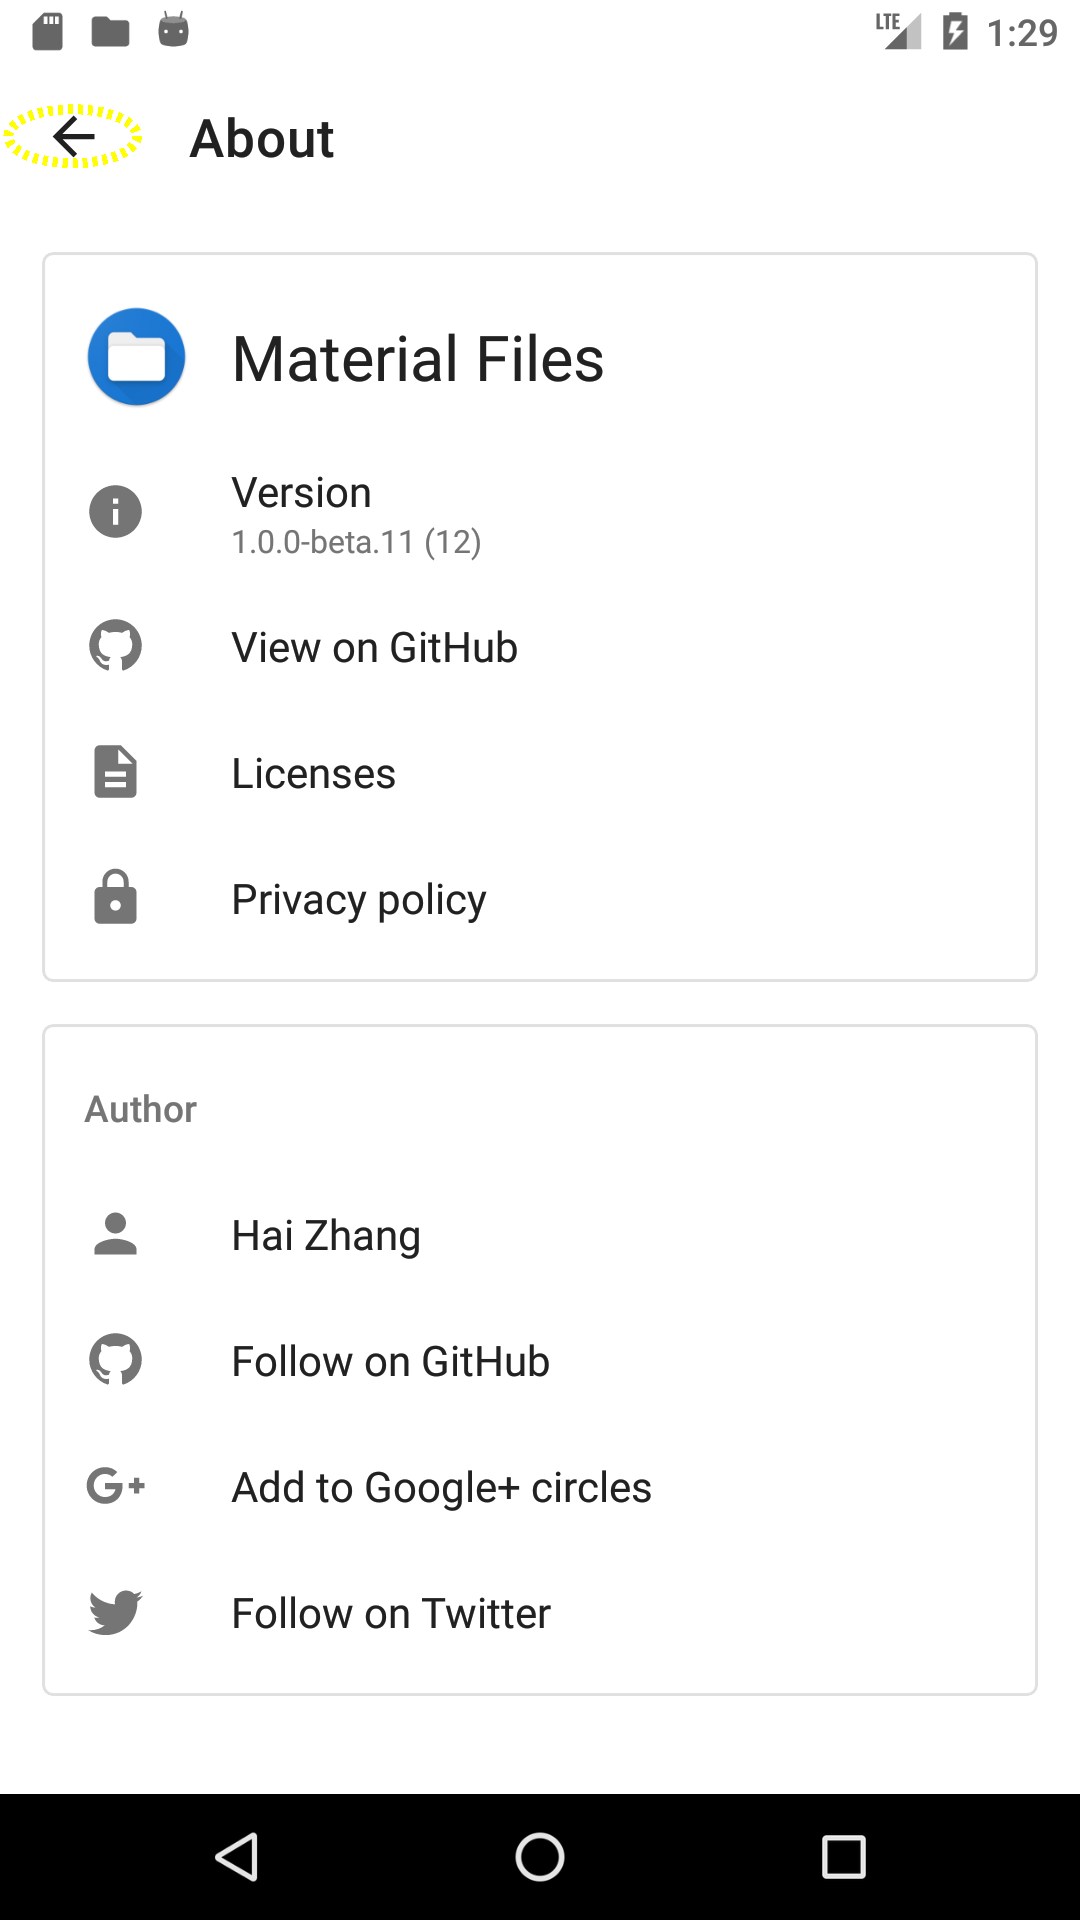 LTE 1:29
About
Material Files
Version
1.0.0-beta.11 (12)
View on GitHub
Licenses
Privacy policy
Author
Hai Zhang
Follow on GitHub
G+ Add to Google+ circles
Follow on Twitter